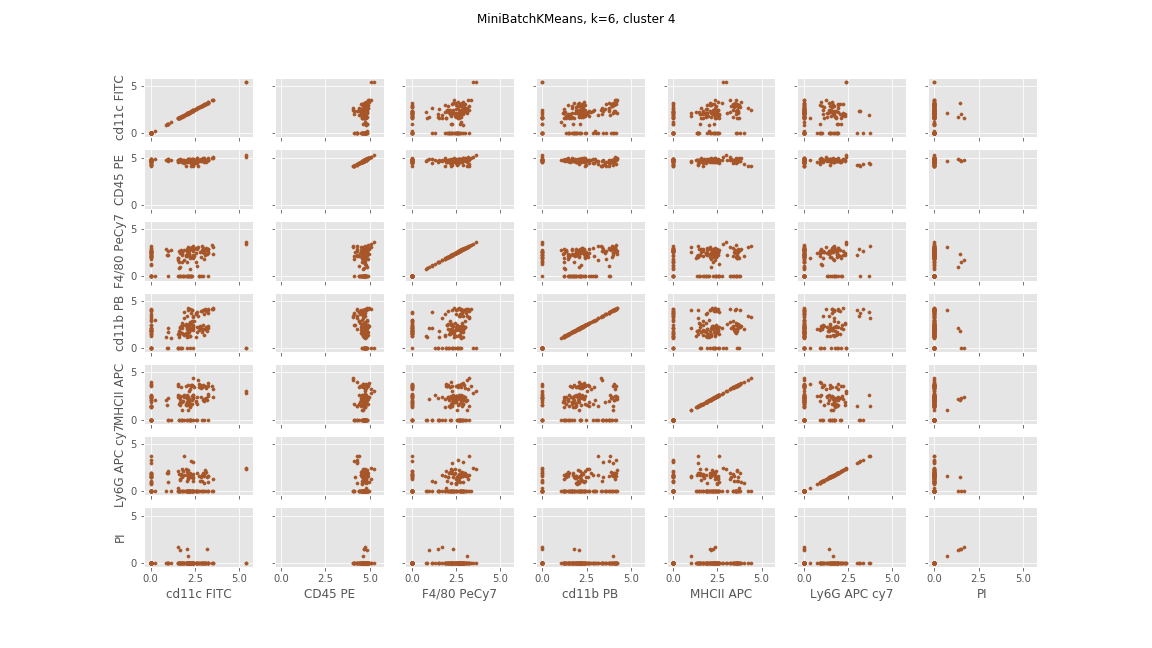 MiniBatchKMeans, k=6, cluster 4
cd11c FITC
5
0
CD45 PE
5
0
F4/80 PeCy7
5
0
cd11b PB
5
0
MHCII APC
5
0
Ly6G APC cy7
5
0
PI
5
0
0.0 2.5 5.0 0.0 2.5 5.0 0.0 2.5 5.0 0.0 2.5 5.0 0.0 2.5 5.0 0.0 2.5 5.0 0.0 2.5 5.0
cd11c FITC CD45 PE F4/80 PeCy7 cd11b PB MHCII APC Ly6G APC cy7 PI